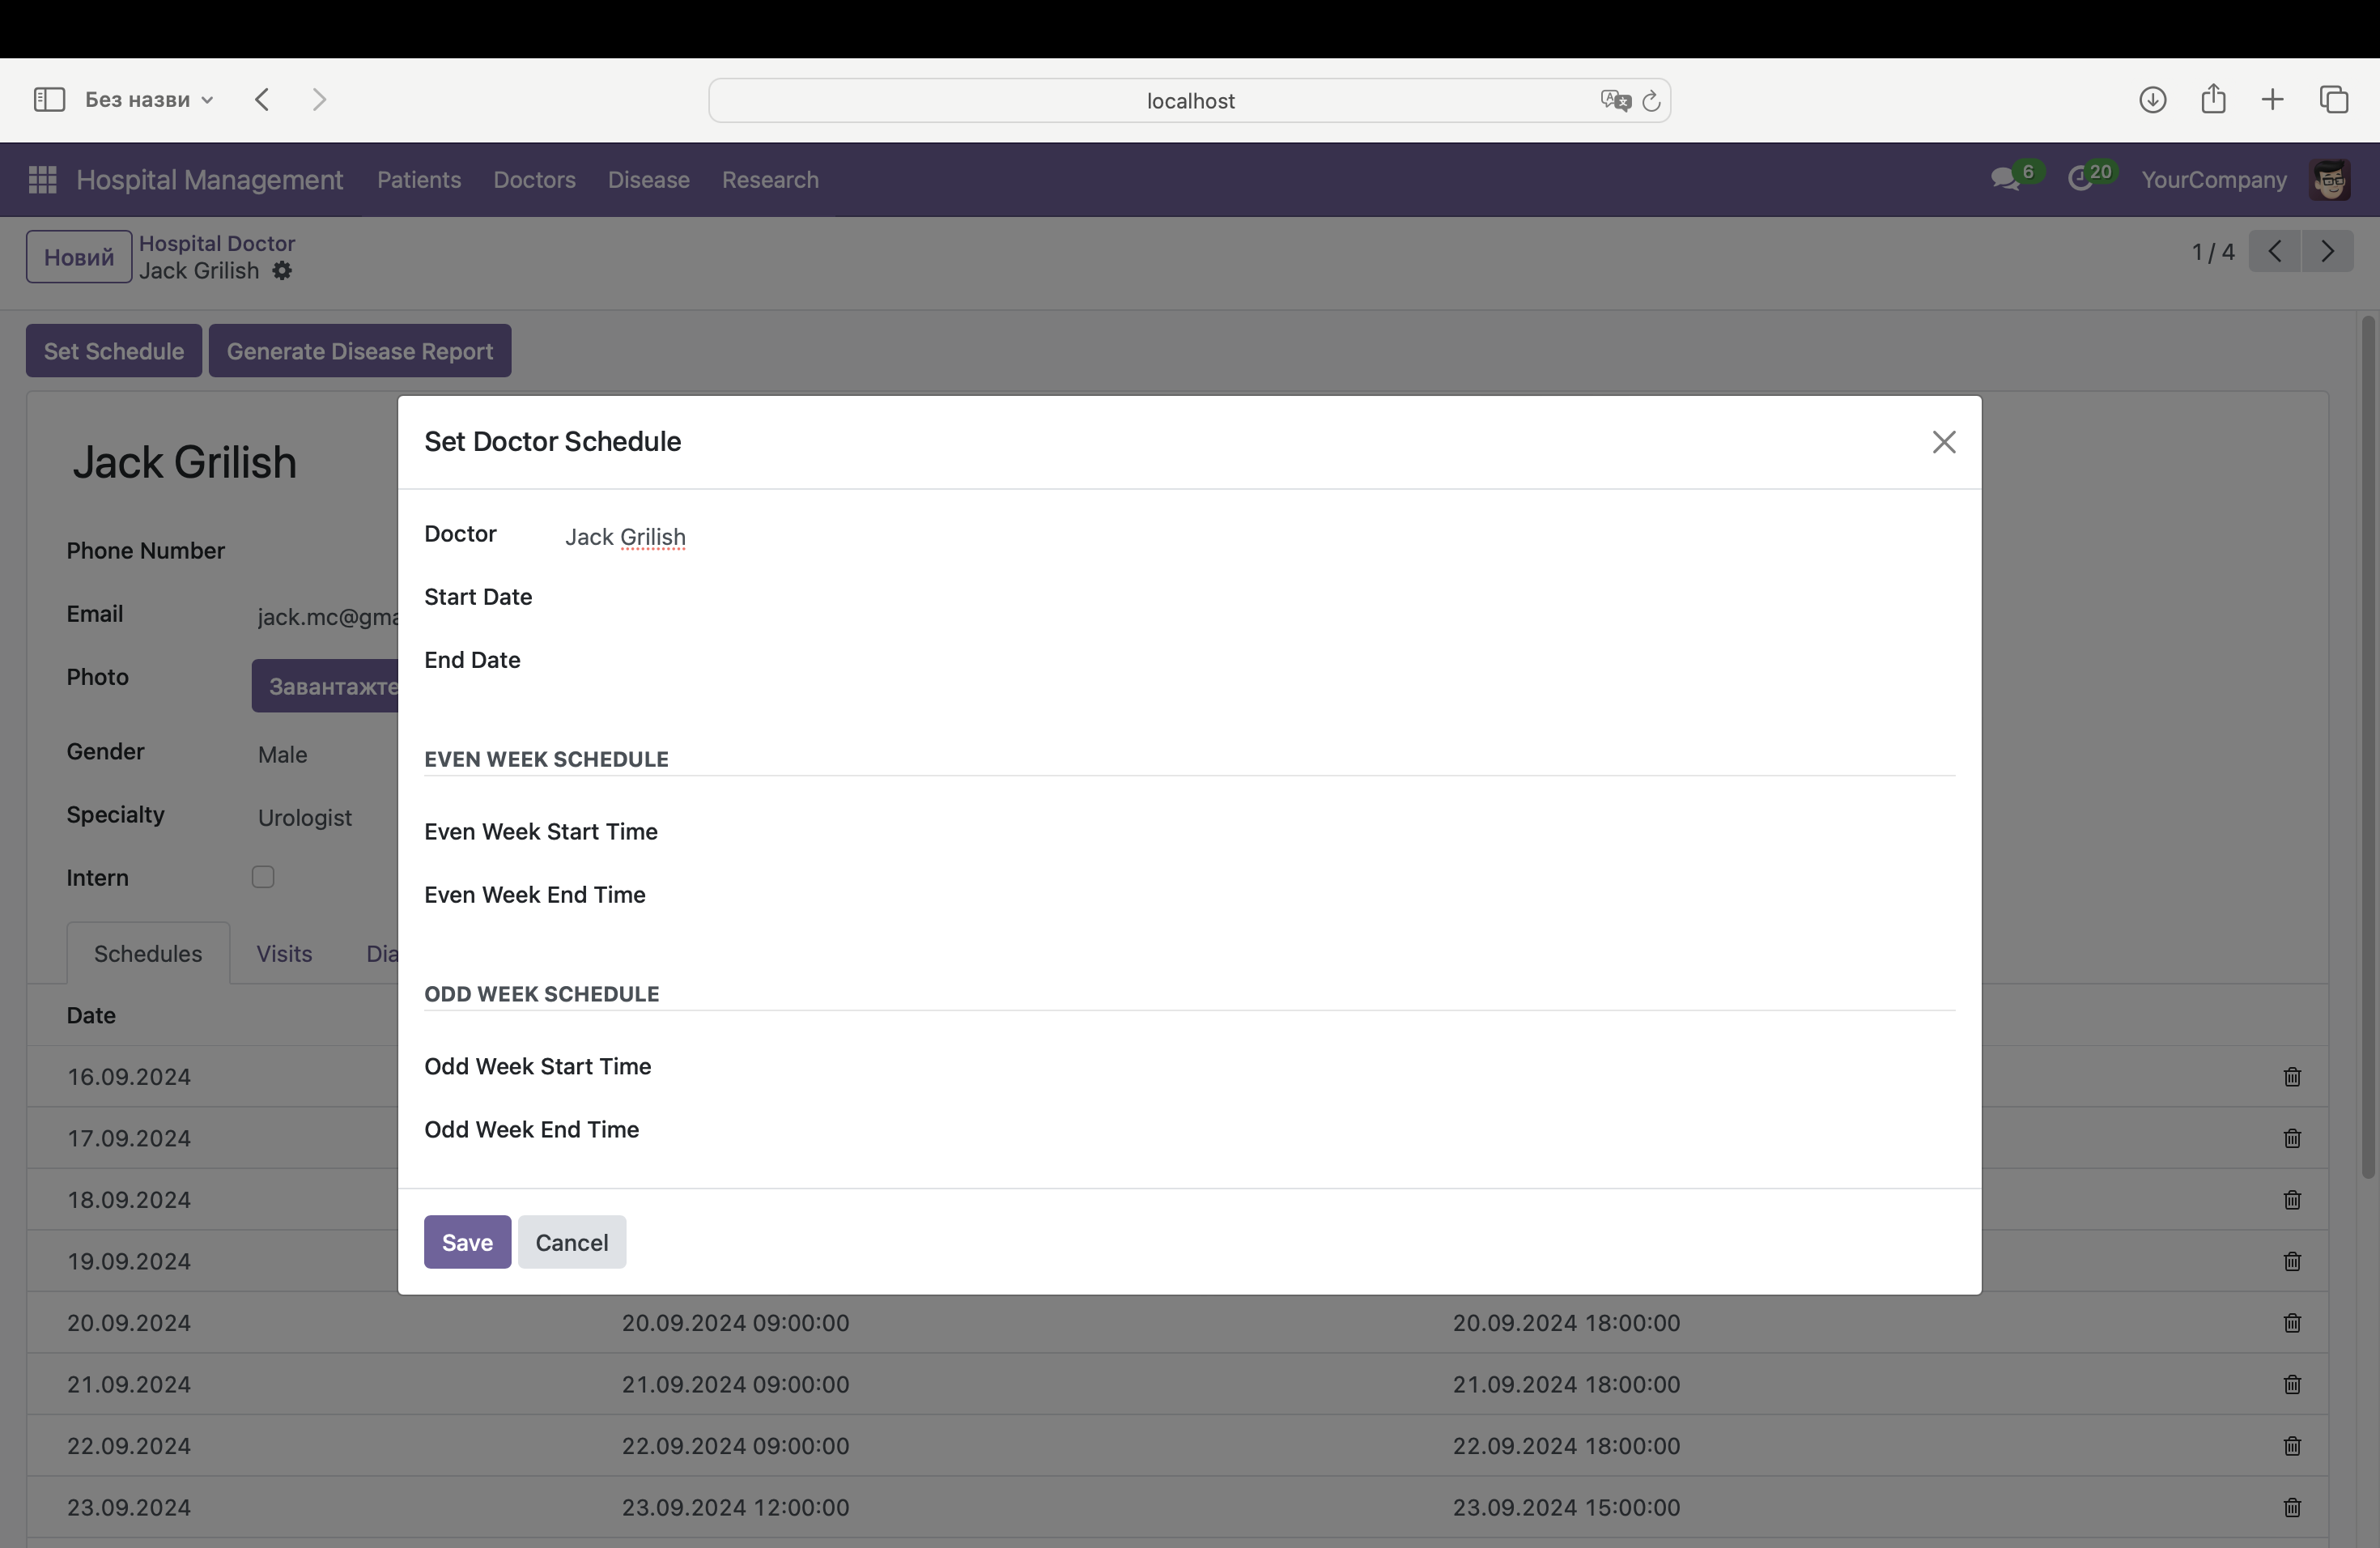 Без назви
localhost
Hospital Management Patients Doctors Disease Research 6 20 YourCompany
Новий
Hospital Doctor
Jack Grilish
1 / 4
Set Schedule Generate Disease Report
Jack Grilish
Phone Number
Email jack.mc@gma
Photo Завантажте
Gender Male
Specialty Urologist
Intern
Schedules Visits Dia
Date
16.09.2024
17.09.2024
18.09.2024
19.09.2024
20.09.2024 20.09.2024 09:00:00 20.09.2024 18:00:00
21.09.2024 21.09.2024 09:00:00 21.09.2024 18:00:00
22.09.2024 22.09.2024 09:00:00 22.09.2024 18:00:00
23.09.2024 23.09.2024 12:00:00 23.09.2024 15:00:00
Set Doctor Schedule
Doctor Jack Grilish
Start Date
End Date
EVEN WEEK SCHEDULE
Even Week Start Time
Even Week End Time
ODD WEEK SCHEDULE
Odd Week Start Time
Odd Week End Time
Save Cancel